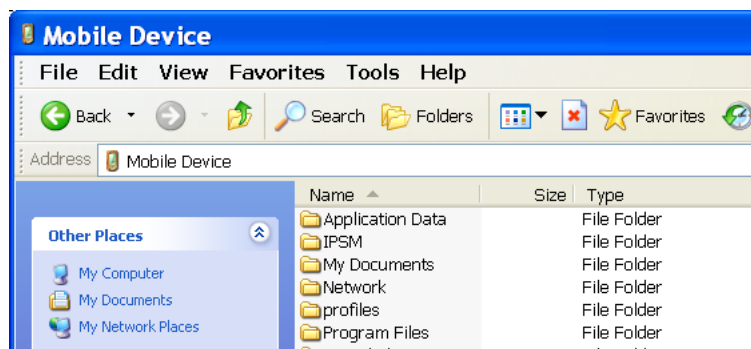 Mobile Device
File Edit View Favorites Tools Help
Back Search Folders Favorites
Address Mobile Device
Name Size Type
Other Places
My Computer
My Documents
My Network Places
Application Data File Folder
IPSM File Folder
My Documents File Folder
Network File Folder
profiles File Folder
Program Files File Folder